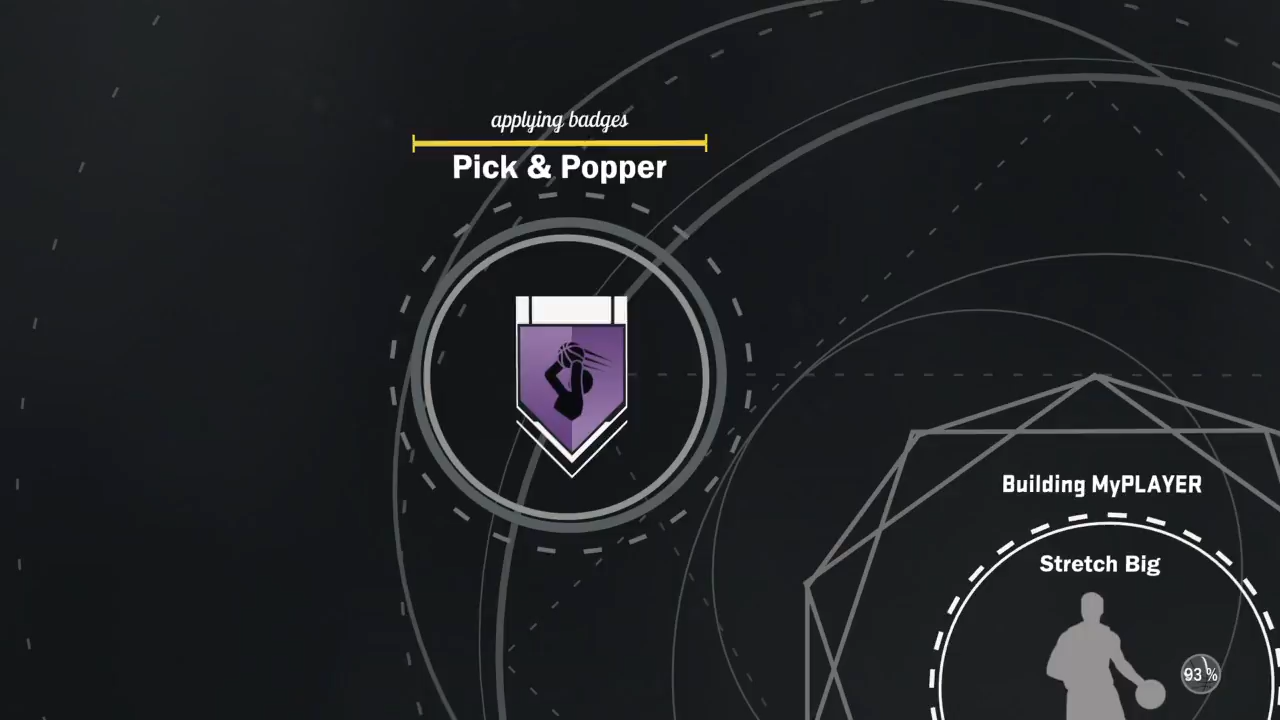 applying badges
Pick & Popper
Building MyPLAYER
Stretch Big
93 %